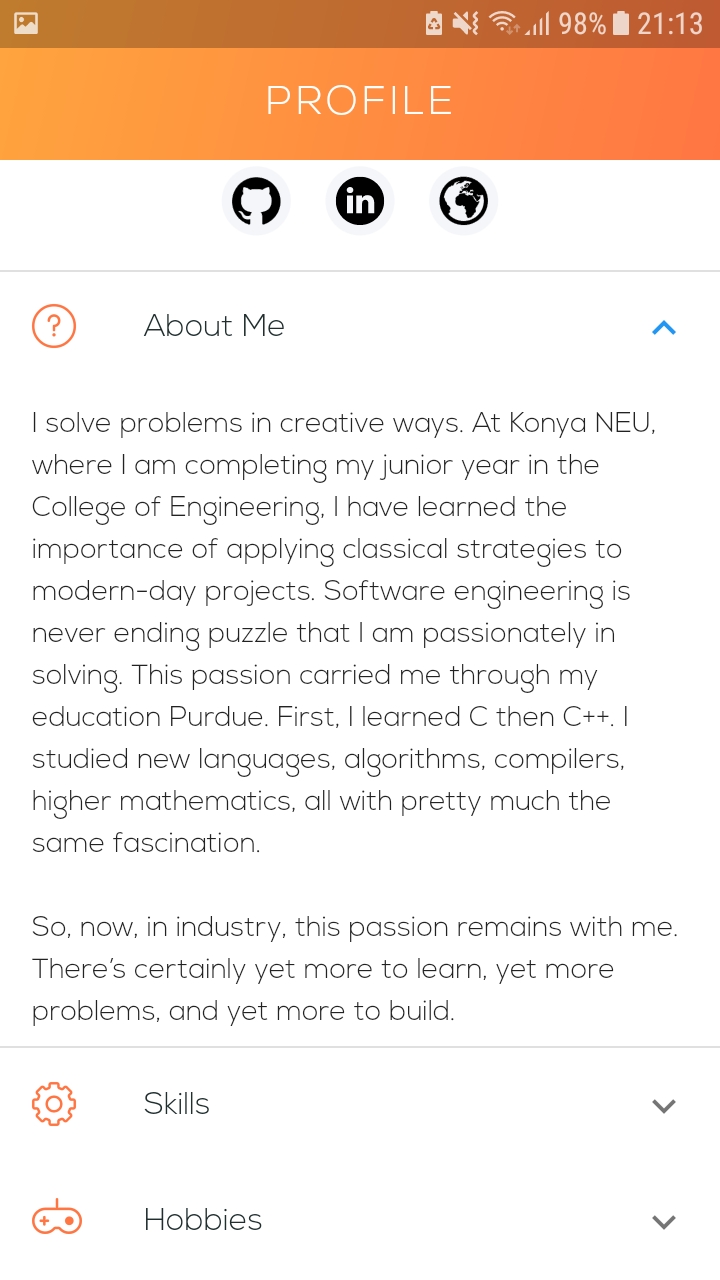 98% 21:13
PROFILE
in
About Me
I solve problems in creative ways. At Konya NEU,
where I am completing my junior year in the
College of Engineering, I have learned the
importance of applying classical strategies to
modern-day projects. Software engineering is
never ending puzzle that I am passionately in
solving. This passion carried me through my
education Purdue. First, I learned C then C++. I
studied new languages, algorithms, compilers,
higher mathematics, all with pretty much the
same fascination.
So, now, in industry, this passion remains with me.
There's certainly yet more to learn, yet more
problems, and yet more to build.
Skills
Hobbies